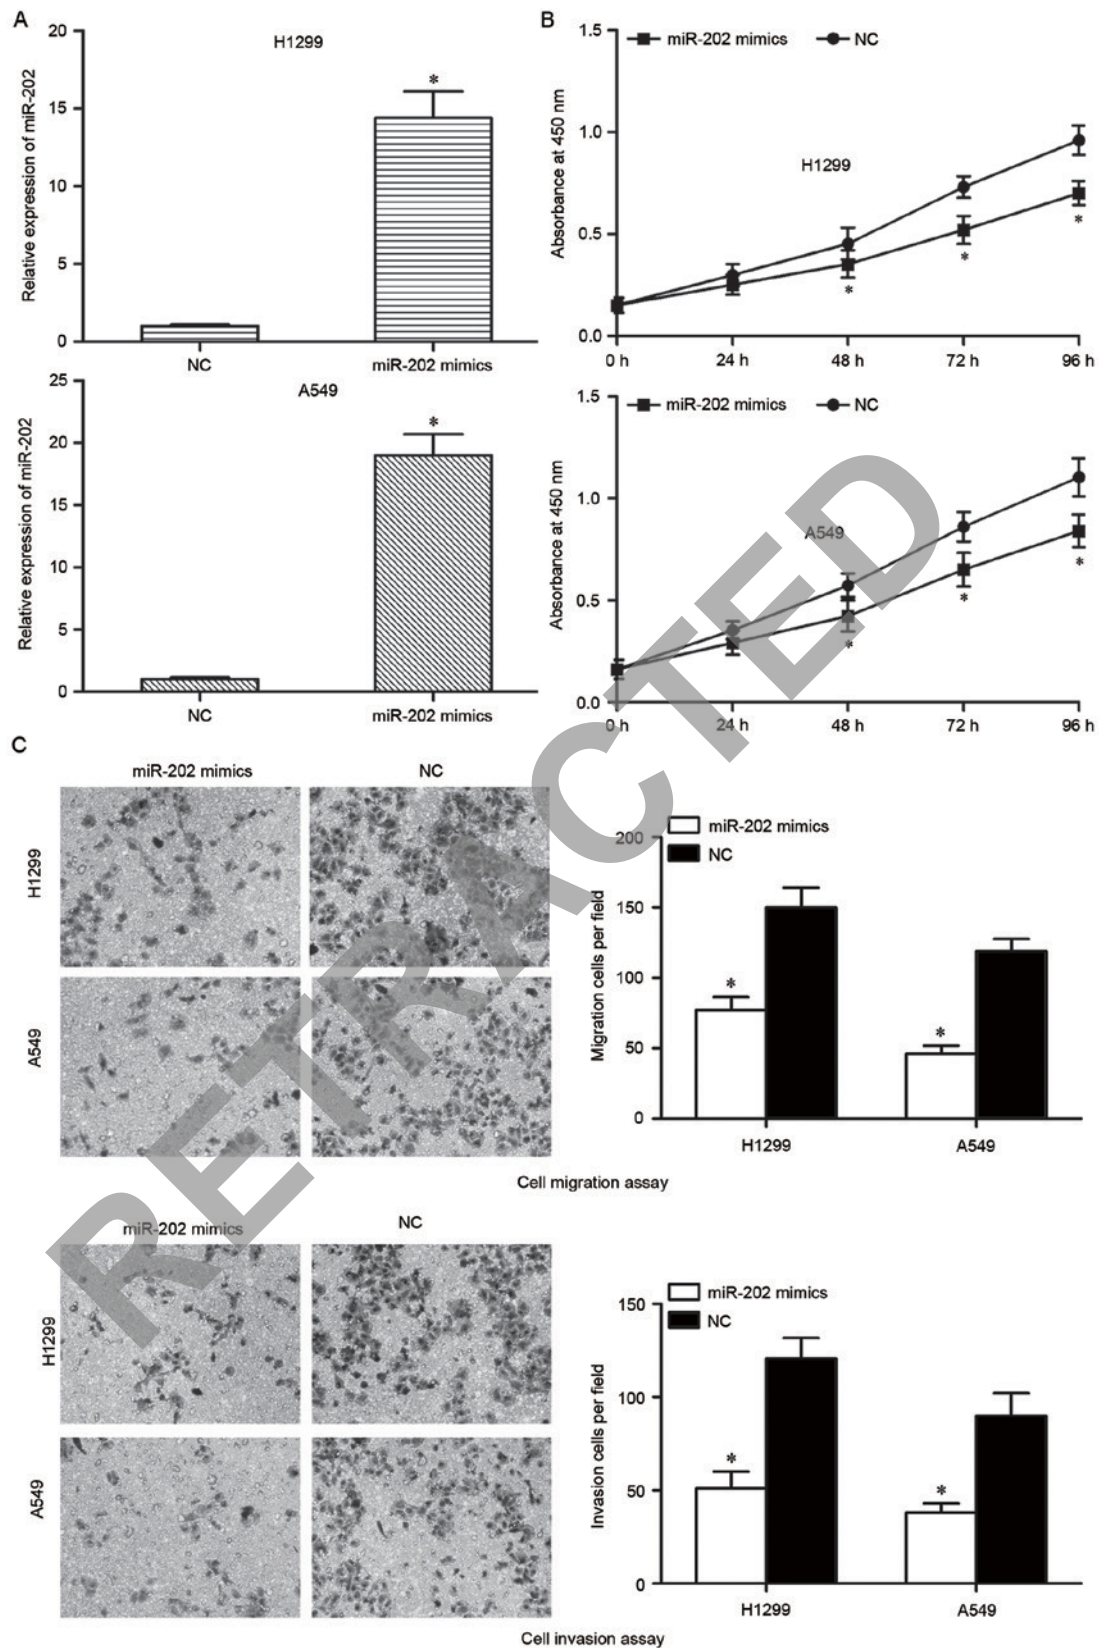 A
20
15
10
5
0
Relative expression of miR-202
H1299
*
NC
miR-202 mimics
25
20
15
10
5
0
Relative expression of miR-202
A549
*
NC
miR-202 mimics
B
1.5
1.0
0.5
0.0
Absorbance at 450 nm
miR-202 mimics NC
H1299
* * *
0 h 24 h 48 h 72 h 96 h
1.5
1.0
0.5
0.0
Absorbance at 450 nm
miR-202 mimics NC
A549
* * *
0 h 24 h 48 h 72 h 96 h
C
miR-202 mimics NC
H1299
A549
200
150
100
50
0
Migration cells per field
miR-202 mimics
NC
* *
H1299 A549
Cell migration assay
miR-202 mimics NC
H1299
A549
150
100
50
0
Invasion cells per field
miR-202 mimics
NC
* *
H1299 A549
Cell invasion assay
RETRACTED